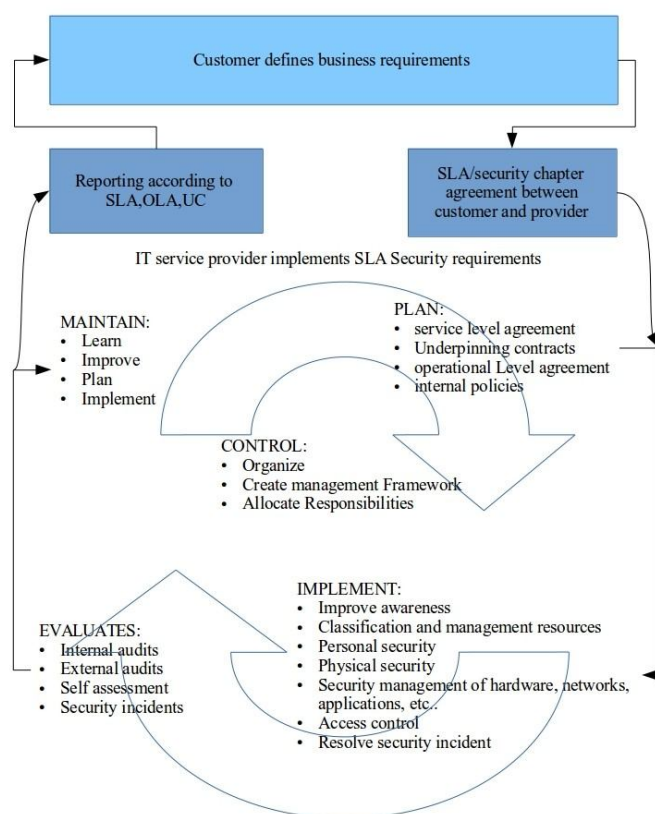 Customer defines business requirements
Reporting according to
SLA,OLA,UC
SLA/security chapter
agreement between
customer and provider
IT service provider implements SLA Security requirements
MAINTAIN:
• Learn
• Improve
• Plan
• Implement
PLAN:
• service level agreement
• Underpinning contracts
• operational Level agreement
• internal policies
CONTROL:
• Organize
• Create management Framework
• Allocate Responsibilities
EVALUATES:
• Internal audits
• External audits
• Self assessment
• Security incidents
IMPLEMENT:
• Improve awareness
• Classification and management resources
• Personal security
• Physical security
• Security management of hardware, networks,
applications, etc..
• Access control
• Resolve security incident